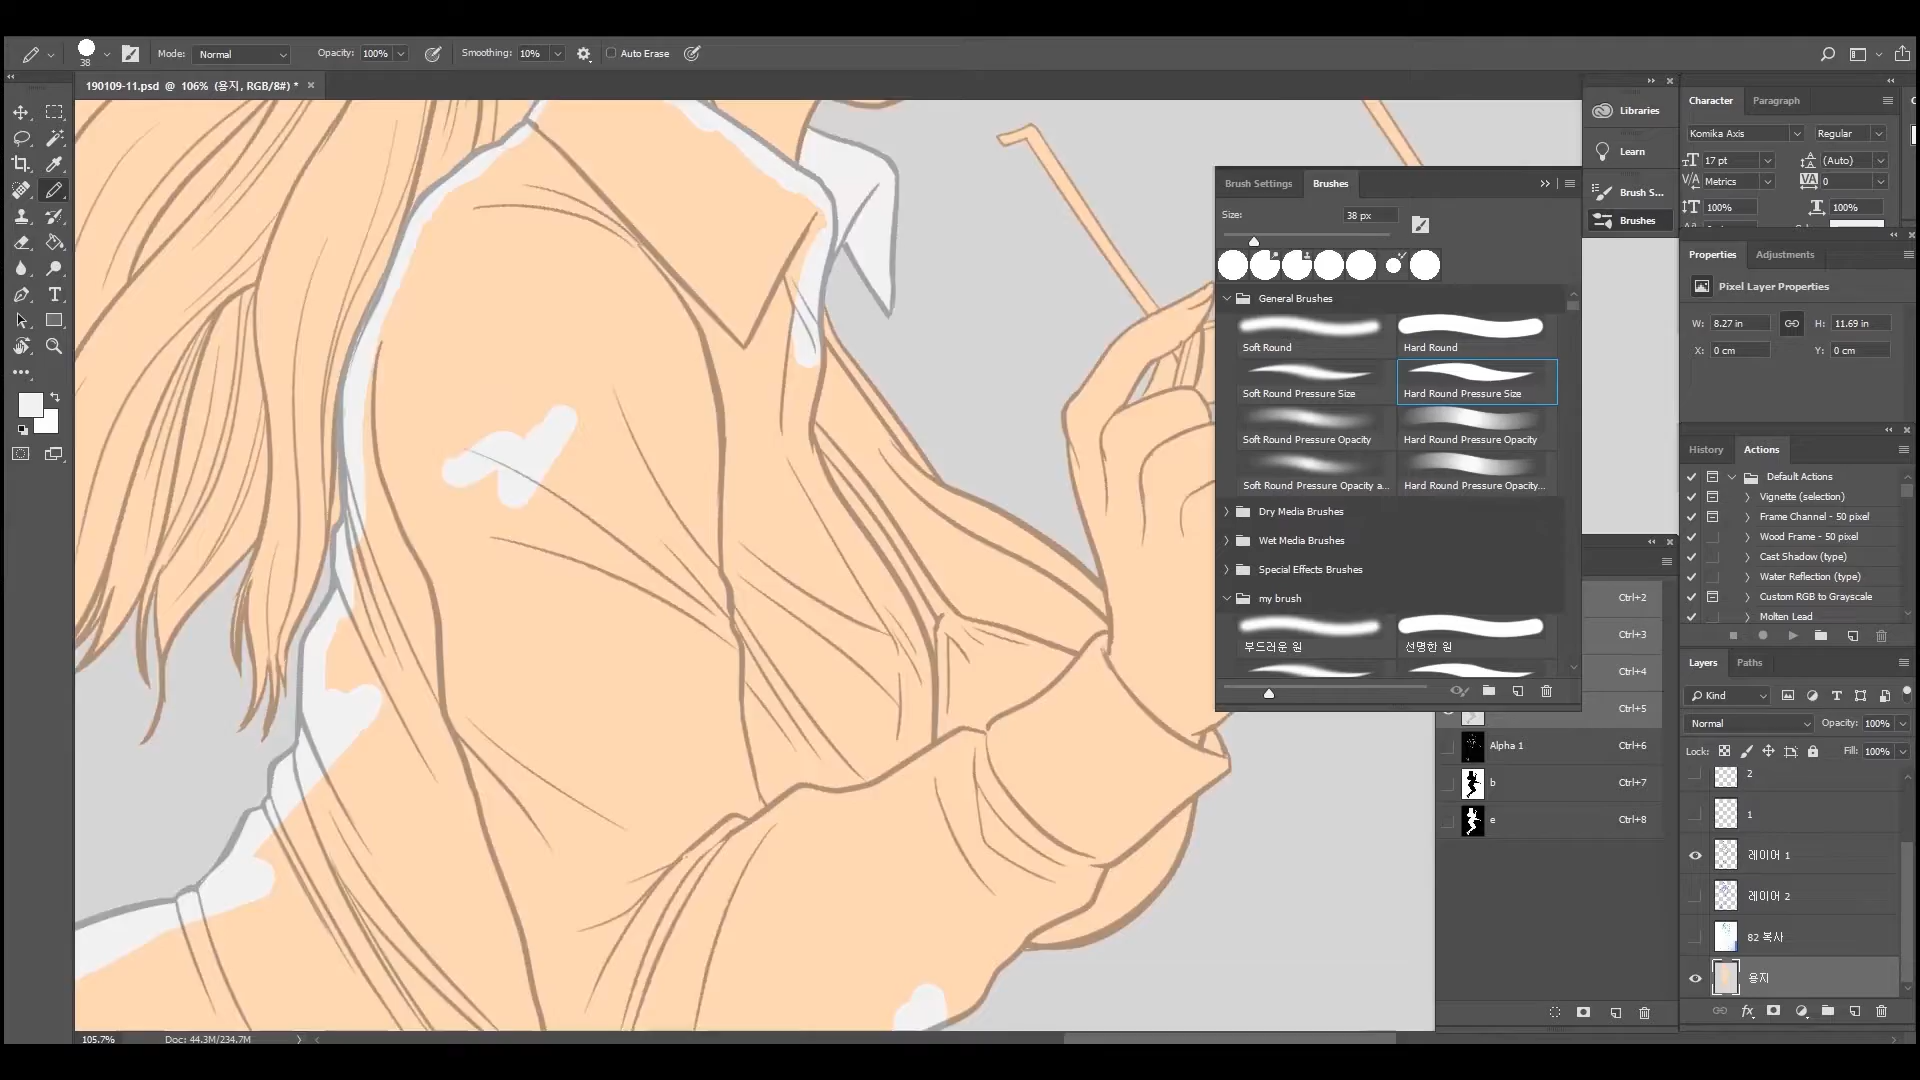 38
Mode:
Normal
Opacity: 100%
Smoothing: 10%
Auto Erase
190109-11.psd @ 106% (용지, RGB/8#) *
Libraries
Learn
Brush S...
Brushes
Brush Settings
Brushes
Size:
38 px
General Brushes
Soft Round
Hard Round
Soft Round Pressure Size
Hard Round Pressure Size
Soft Round Pressure Opacity
Hard Round Pressure Opacity
Soft Round Pressure Opacity a...
Hard Round Pressure Opacity...
Dry Media Brushes
Wet Media Brushes
Special Effects Brushes
my brush
부드러운 원
선명한 원
Ctrl+2
Ctrl+3
Ctrl+4
Ctrl+5
Alpha 1
Ctrl+6
b
Ctrl+7
e
Ctrl+8
Character
Paragraph
Komika Axis
Regular
17 pt
(Auto)
Metrics
0
100%
100%
Properties
Adjustments
Pixel Layer Properties
W: 8.27 in
H: 11.69 in
X: 0 cm
Y: 0 cm
History
Actions
Default Actions
Vignette (selection)
Frame Channel - 50 pixel
Wood Frame - 50 pixel
Cast Shadow (type)
Water Reflection (type)
Custom RGB to Grayscale
Molten Lead
Layers
Paths
Kind
Normal
Opacity: 100%
Lock:
Fill: 100%
2
1
레이어 1
레이어 2
82 복사
용지
105.7%
Doc: 44.3M/234.7M